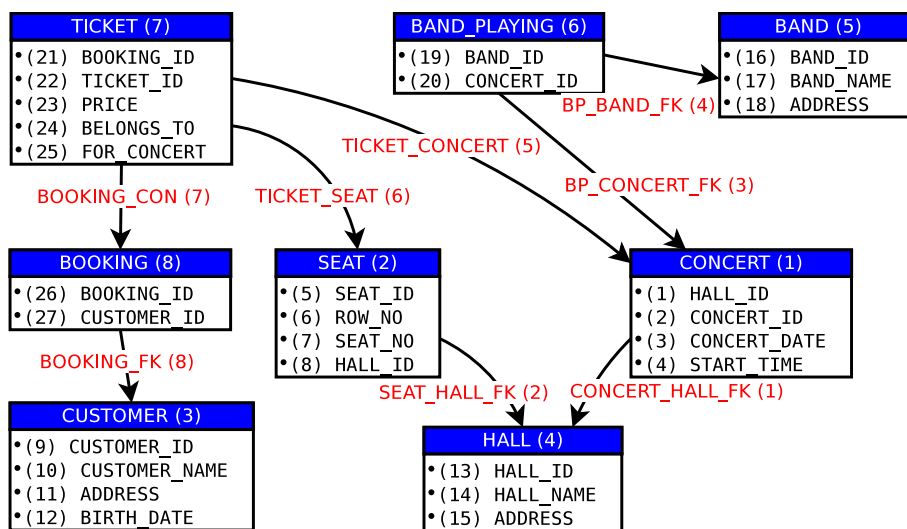 TICKET (7)
•(21) BOOKING_ID
•(22) TICKET_ID
•(23) PRICE
•(24) BELONGS_TO
•(25) FOR_CONCERT
BAND_PLAYING (6)
•(19) BAND_ID
•(20) CONCERT_ID
BAND (5)
•(16) BAND_ID
•(17) BAND_NAME
•(18) ADDRESS
BP_BAND_FK (4)
TICKET_CONCERT (5)
BP_CONCERT_FK (3)
BOOKING_CON (7)
TICKET_SEAT (6)
BOOKING (8)
•(26) BOOKING_ID
•(27) CUSTOMER_ID
SEAT (2)
•(5) SEAT_ID
•(6) ROW_NO
•(7) SEAT_NO
•(8) HALL_ID
CONCERT (1)
•(1) HALL_ID
•(2) CONCERT_ID
•(3) CONCERT_DATE
•(4) START_TIME
BOOKING_FK (8)
SEAT_HALL_FK (2)
CONCERT_HALL_FK (1)
CUSTOMER (3)
•(9) CUSTOMER_ID
•(10) CUSTOMER_NAME
•(11) ADDRESS
•(12) BIRTH_DATE
HALL (4)
•(13) HALL_ID
•(14) HALL_NAME
•(15) ADDRESS